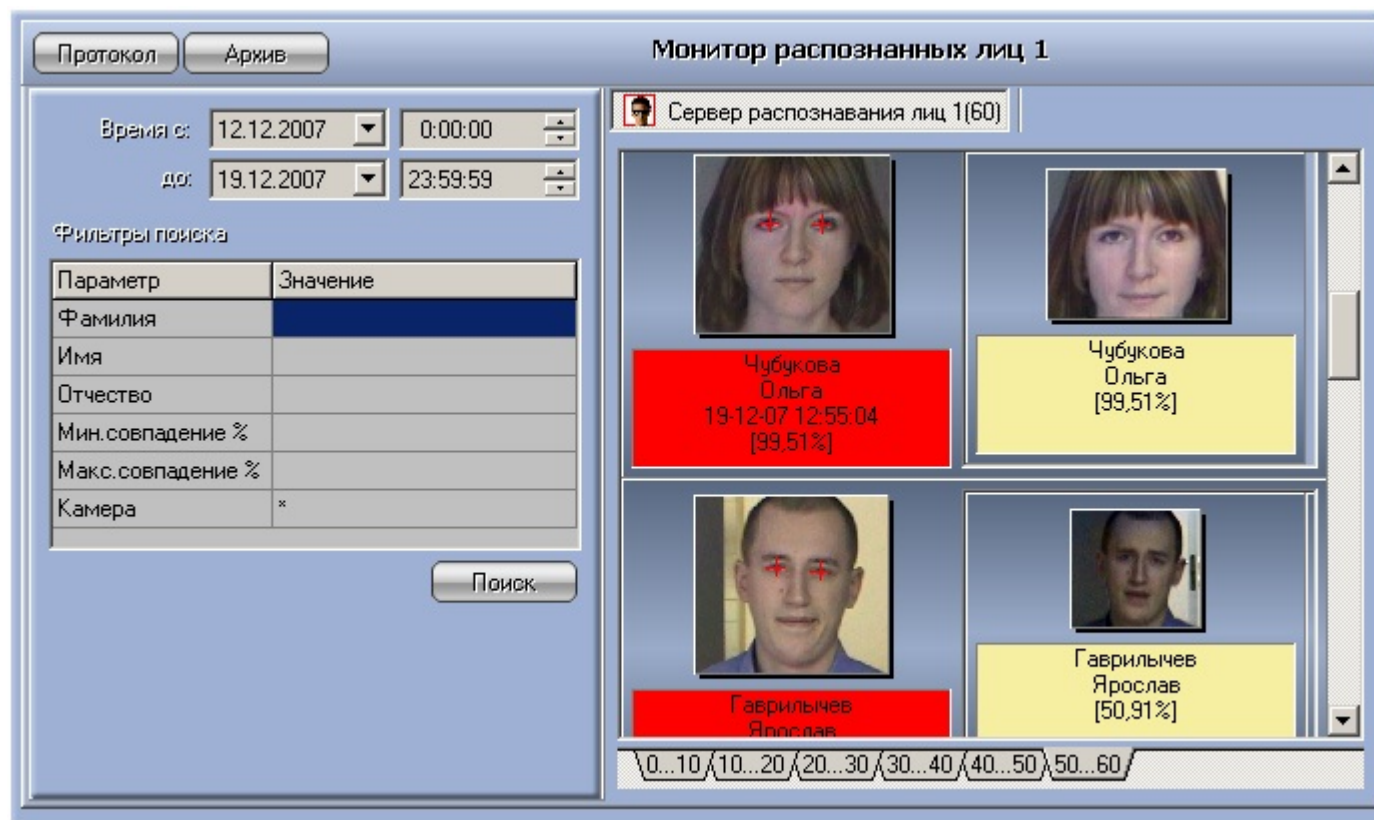 Протокол
Архив
Монитор распознанных лиц 1
Время с:
12.12.2007
0:00:00
до:
19.12.2007
23:59:59
Фильтры поиска
Параметр
Значение
Фамилия
Имя
Отчество
Мин.совпадение %
Макс.совпадение %
Камера
*
Поиск
Сервер распознавания лиц 1(60)
Чубукова
Ольга
19-12-07 12:55:04
[99,51%]
Чубукова
Ольга
[99,51%]
Гаврилычев
Ярослав
Гаврилычев
Ярослав
[50,91%]
0...10
10...20
20...30
30...40
40...50
50...60